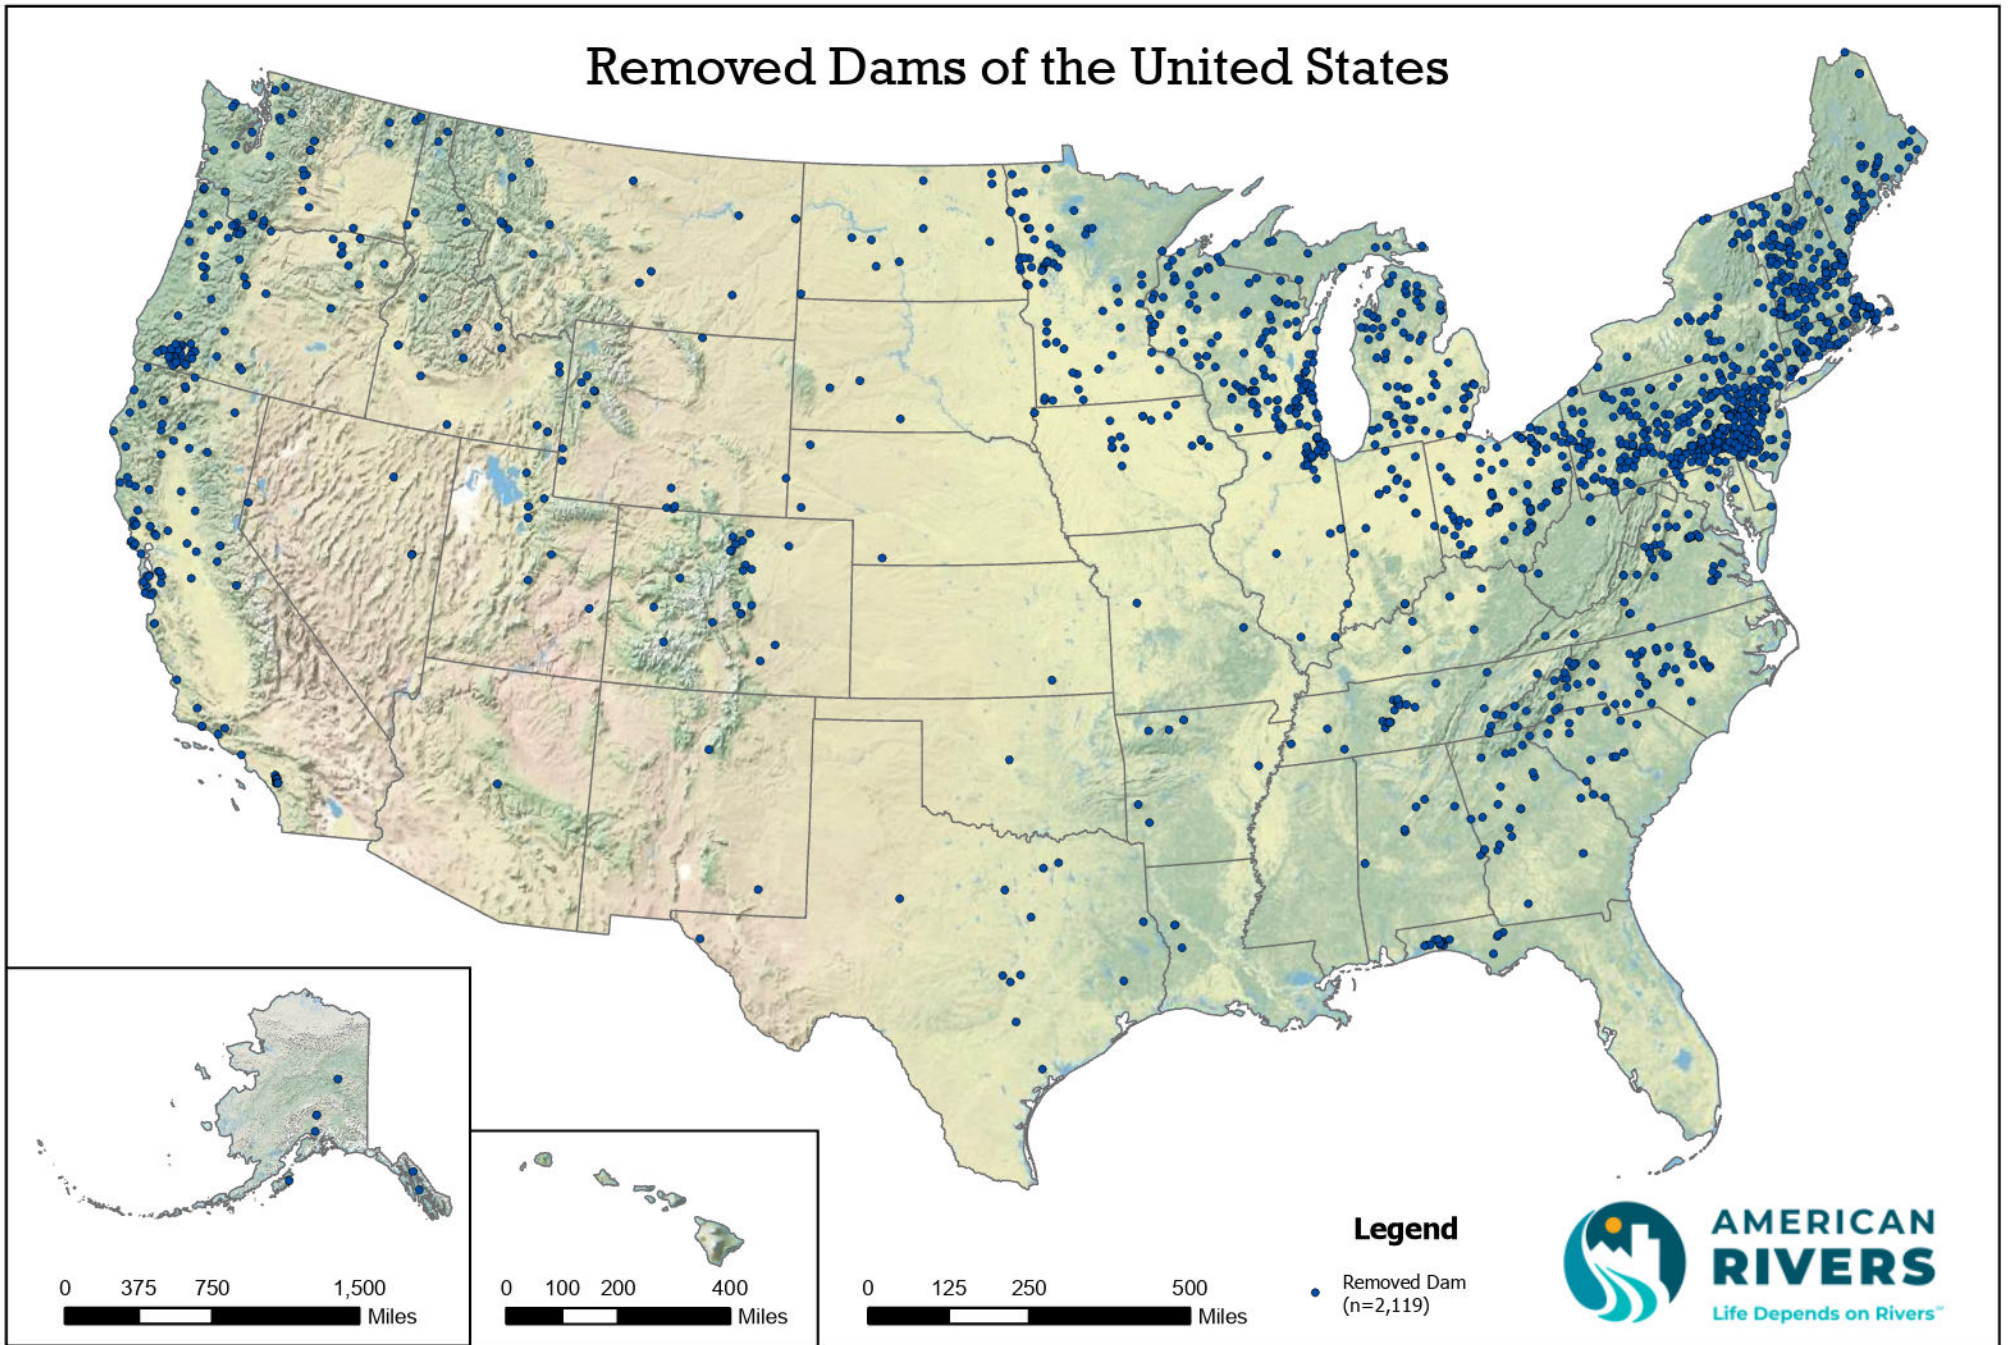 Removed Dams of the United States
0 375 750 1,500
Miles
0 100 200 400
Miles
0 125 250 500
Miles
Legend
Removed Dam
(n=2,119)
AMERICAN
RIVERS
Life Depends on Rivers℠